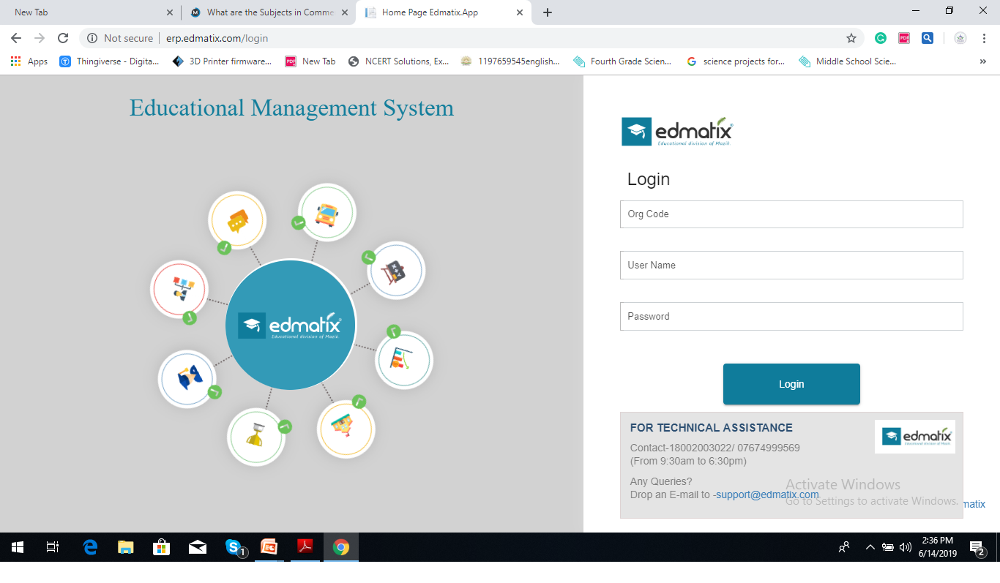 New Tab
What are the Subjects in Comme
Home Page Edmatix.App
Not secure
erp.edmatix.com/login
Apps
Thingiverse - Digita...
3D Printer firmware...
PDF
New Tab
NCERT Solutions, Ex...
1197659545english...
Fourth Grade Scien...
science projects for...
Middle School Scie...
»
Educational Management System
edmatix
Educational division of Mazik
Login
Org Code
User Name
Password
Login
X+Y
edmatix
Educational division of Mazik
FOR TECHNICAL ASSISTANCE
Contact-18002003022/ 07674999569
(From 9:30am to 6:30pm)
Any Queries?
Drop an E-mail to -support@edmatix.com
edmatix
Educational division of Mazik
Activate Windows
Go to Settings to activate Windows.
matix
1
2:36 PM
6/14/2019
2